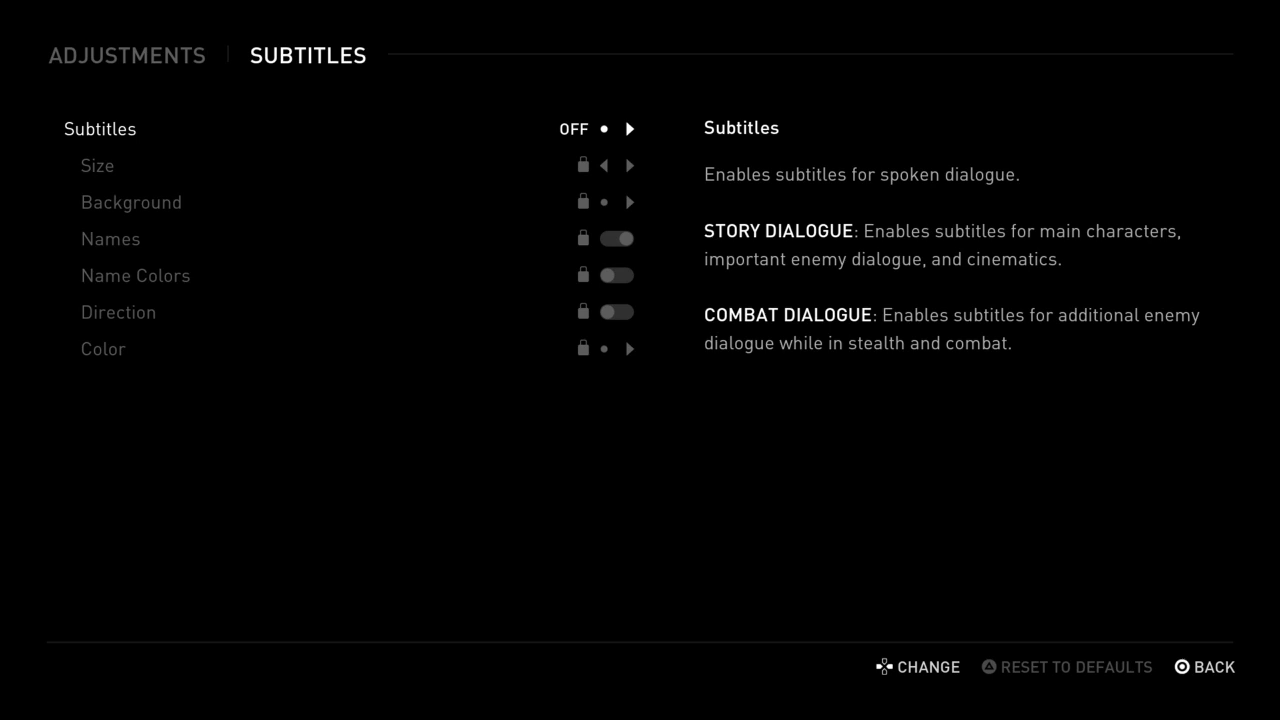 ADJUSTMENTS SUBTITLES
Subtitles OFF
Size
Background
Names
Name Colors
Direction
Color
Subtitles
Enables subtitles for spoken dialogue.
STORY DIALOGUE: Enables subtitles for main characters,
important enemy dialogue, and cinematics.
COMBAT DIALOGUE: Enables subtitles for additional enemy
dialogue while in stealth and combat.
CHANGE RESET TO DEFAULTS BACK